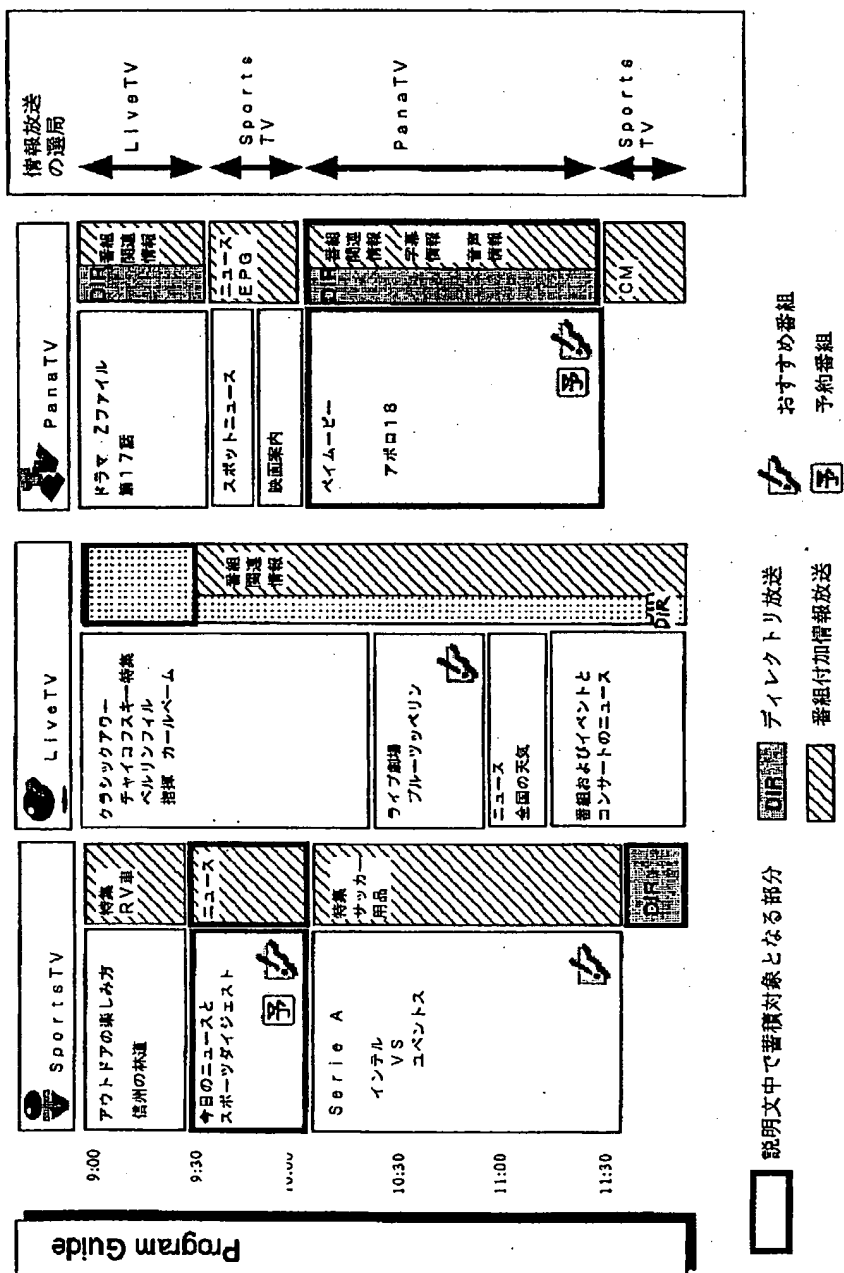 Program Guide
9:00
9:30
10:00
10:30
11:00
11:30
SportsTV
アウトドアの楽しみ方
信州の林道
特集
RV車
今日のニュースと
スポーツダイジェスト
予
ニュース
Serie A
インテル
VS
ユベントス
特集
サッカー
用品
DIR
LiveTV
クラシックアワー
チャイコフスキー特集
ベルリンフィル
指揮 カールベーム
番組
関連
情報
ライブ劇場
ブルーツッペリン
ニュース
全国の天気
番組およびイベントと
コンサートのニュース
DIR
PanaTV
ドラマ Zファイル
第17話
DIR
番組
関連
情報
スポットニュース
映画案内
ニュース
EPG
ペイムービー
アポロ18
予
DIR
番組
関連
情報
字幕
情報
音声
情報
CM
情報放送
の選局
LiveTV
Sports
TV
PanaTV
Sports
TV
説明文中で蓄積対象となる部分
DIR ディレクトリ放送
番組付加情報放送
おすすめ番組
予 予約番組